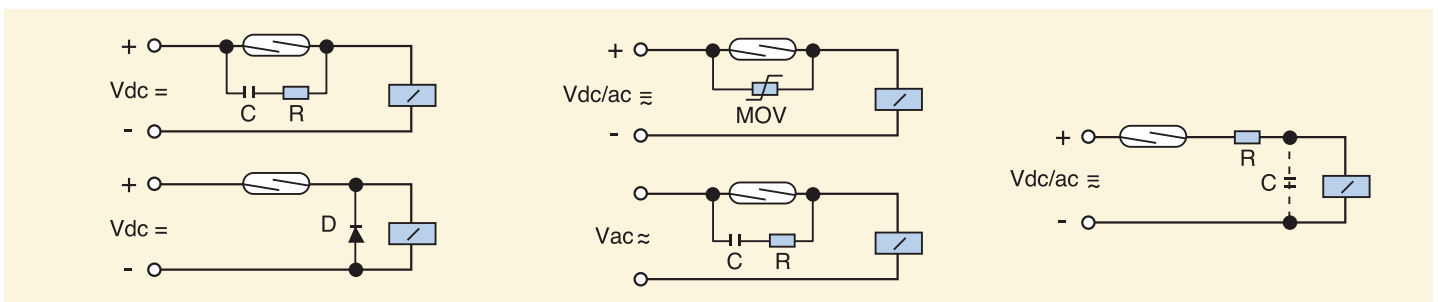 +
Vdc =
C R
-
+
Vdc =
D
-
+
Vdc/ac ≂
MOV
-
Vac ≈
C R
+
R
Vdc/ac ≂
C
-